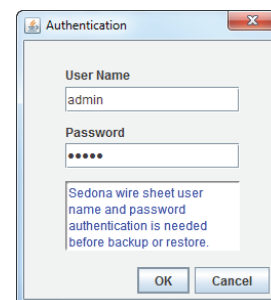 Authentication
User Name
admin
Password
•••••
Sedona wire sheet user
name and password
authentication is needed
before backup or restore.
OK Cancel